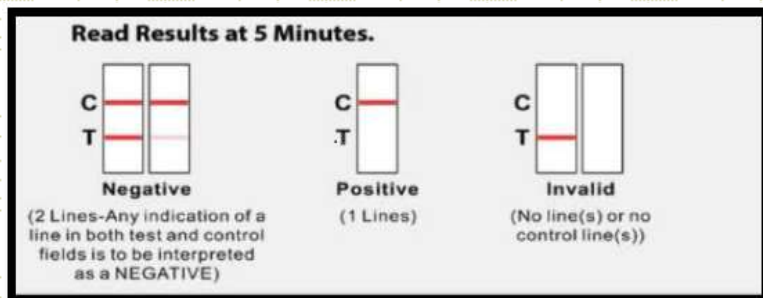 Read Results at 5 Minutes.
C
T
Negative
(2 Lines-Any indication of a
line in both test and control
fields is to be interpreted
as a NEGATIVE)
C
.T
Positive
(1 Lines)
C
T
Invalid
(No line(s) or no
control line(s))